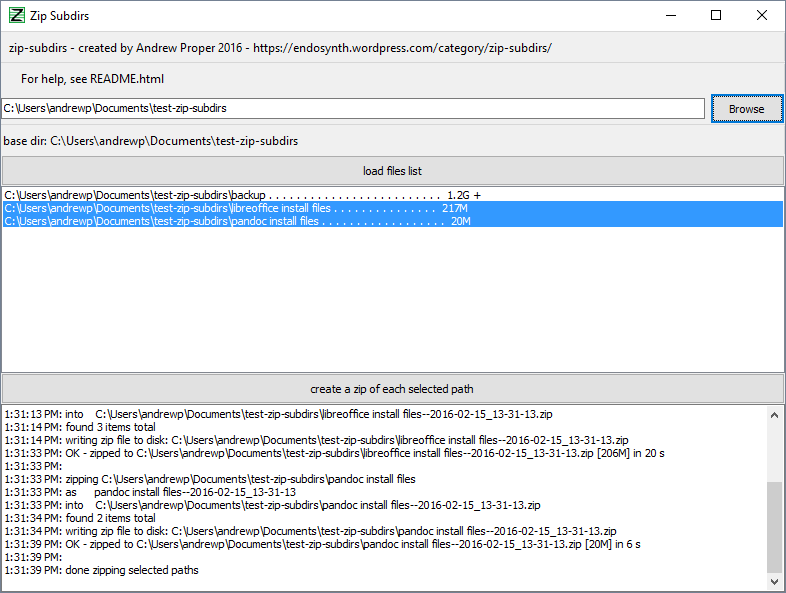 Zip Subdirs
zip-subdirs - created by Andrew Proper 2016 - https://endosynth.wordpress.com/category/zip-subdirs/
For help, see README.html
C:\Users\andrewp\Documents\test-zip-subdirs
Browse
base dir: C:\Users\andrewp\Documents\test-zip-subdirs
load files list
C:\Users\andrewp\Documents\test-zip-subdirs\backup . . . . . . . . . . . . . . . . . . . . . . . . . 1.2G +
C:\Users\andrewp\Documents\test-zip-subdirs\libreoffice install files . . . . . . . . . . . . . . . 217M
C:\Users\andrewp\Documents\test-zip-subdirs\pandoc install files . . . . . . . . . . . . . . . . . . 20M
create a zip of each selected path
1:31:13 PM: into C:\Users\andrewp\Documents\test-zip-subdirs\libreoffice install files--2016-02-15_13-31-13.zip
1:31:14 PM: found 3 items total
1:31:14 PM: writing zip file to disk: C:\Users\andrewp\Documents\test-zip-subdirs\libreoffice install files--2016-02-15_13-31-13.zip
1:31:33 PM: OK - zipped to C:\Users\andrewp\Documents\test-zip-subdirs\libreoffice install files--2016-02-15_13-31-13.zip [206M] in 20 s
1:31:33 PM:
1:31:33 PM: zipping C:\Users\andrewp\Documents\test-zip-subdirs\pandoc install files
1:31:33 PM: as pandoc install files--2016-02-15_13-31-13
1:31:33 PM: into C:\Users\andrewp\Documents\test-zip-subdirs\pandoc install files--2016-02-15_13-31-13.zip
1:31:34 PM: found 2 items total
1:31:34 PM: writing zip file to disk: C:\Users\andrewp\Documents\test-zip-subdirs\pandoc install files--2016-02-15_13-31-13.zip
1:31:39 PM: OK - zipped to C:\Users\andrewp\Documents\test-zip-subdirs\pandoc install files--2016-02-15_13-31-13.zip [20M] in 6 s
1:31:39 PM:
1:31:39 PM: done zipping selected paths